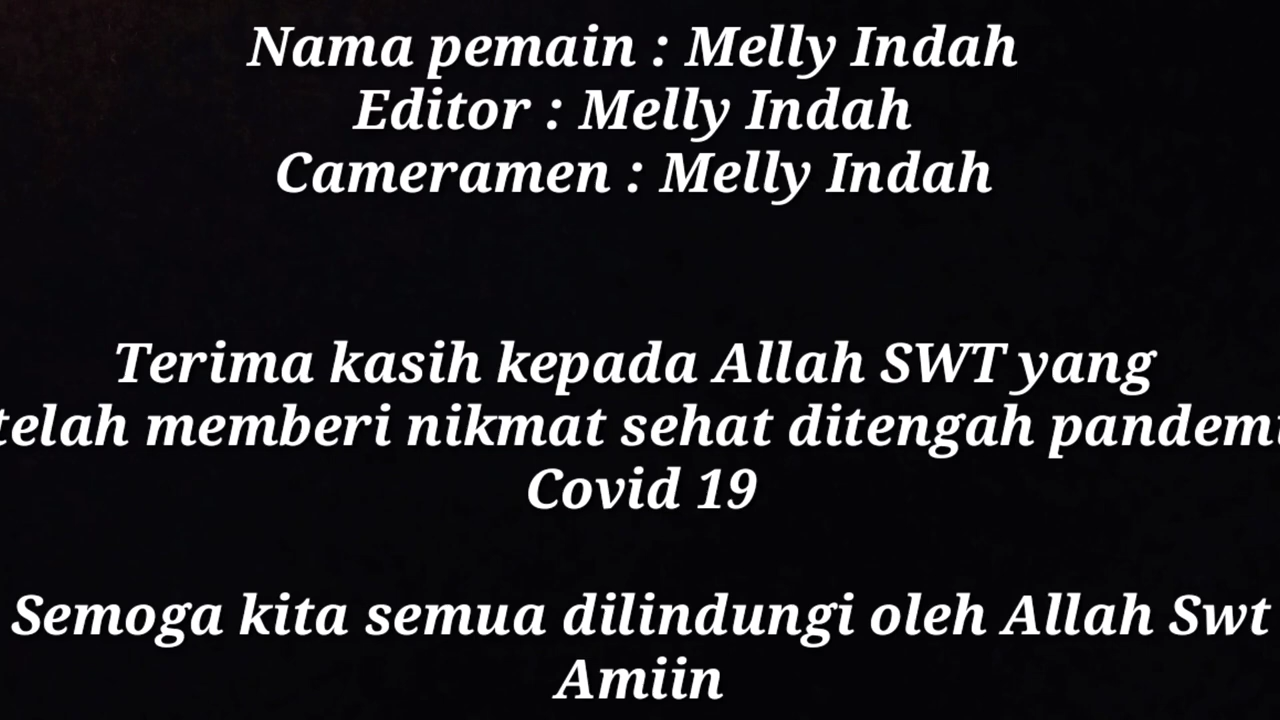 Nama pemain : Melly Indah
Editor : Melly Indah
Cameramen : Melly Indah
Terima kasih kepada Allah SWT yang
telah memberi nikmat sehat ditengah pandemi
Covid 19
Semoga kita semua dilindungi oleh Allah Swt
Amiin